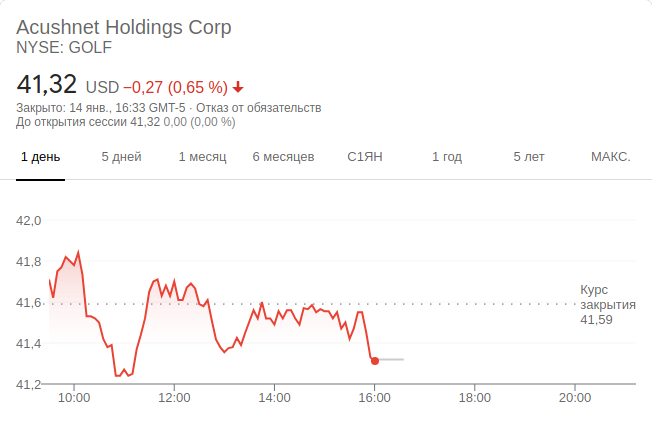 Acushnet Holdings Corp
NYSE: GOLF
41,32 USD −0,27 (0,65 %)
Закрыто: 14 янв., 16:33 GMT-5 · Отказ от обязательств
До открытия сессии 41,32 0,00 (0,00 %)
1 день 5 дней 1 месяц 6 месяцев С1ЯН 1 год 5 лет МАКС.
42,0
41,8
41,6
41,4
41,2
Курс
закрытия
41,59
10:00 12:00 14:00 16:00 18:00 20:00